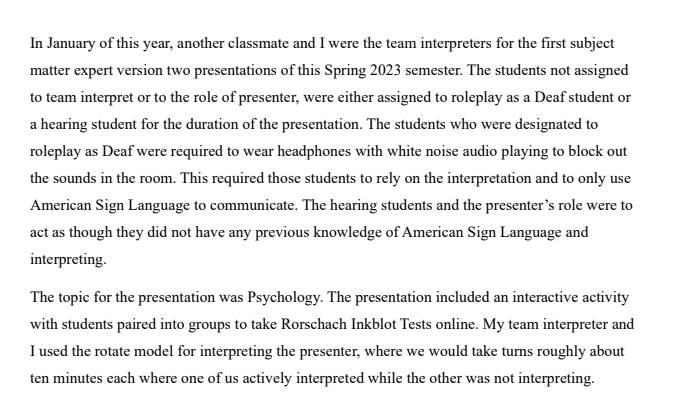 In January of this year, another classmate and I were the team interpreters for the first subject
matter expert version two presentations of this Spring 2023 semester. The students not assigned
to team interpret or to the role of presenter, were either assigned to roleplay as a Deaf student or
a hearing student for the duration of the presentation. The students who were designated to
roleplay as Deaf were required to wear headphones with white noise audio playing to block out
the sounds in the room. This required those students to rely on the interpretation and to only use
American Sign Language to communicate. The hearing students and the presenter’s role were to
act as though they did not have any previous knowledge of American Sign Language and
interpreting.
The topic for the presentation was Psychology. The presentation included an interactive activity
with students paired into groups to take Rorschach Inkblot Tests online. My team interpreter and
I used the rotate model for interpreting the presenter, where we would take turns roughly about
ten minutes each where one of us actively interpreted while the other was not interpreting.